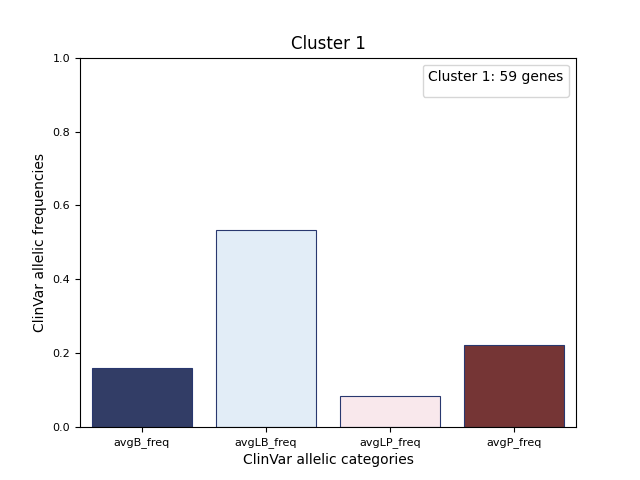 Cluster 1
Cluster 1: 59 genes
ClinVar allelic frequencies
1.0
0.8
0.6
0.4
0.2
0.0
avgB_freq avgLB_freq avgLP_freq avgP_freq
ClinVar allelic categories